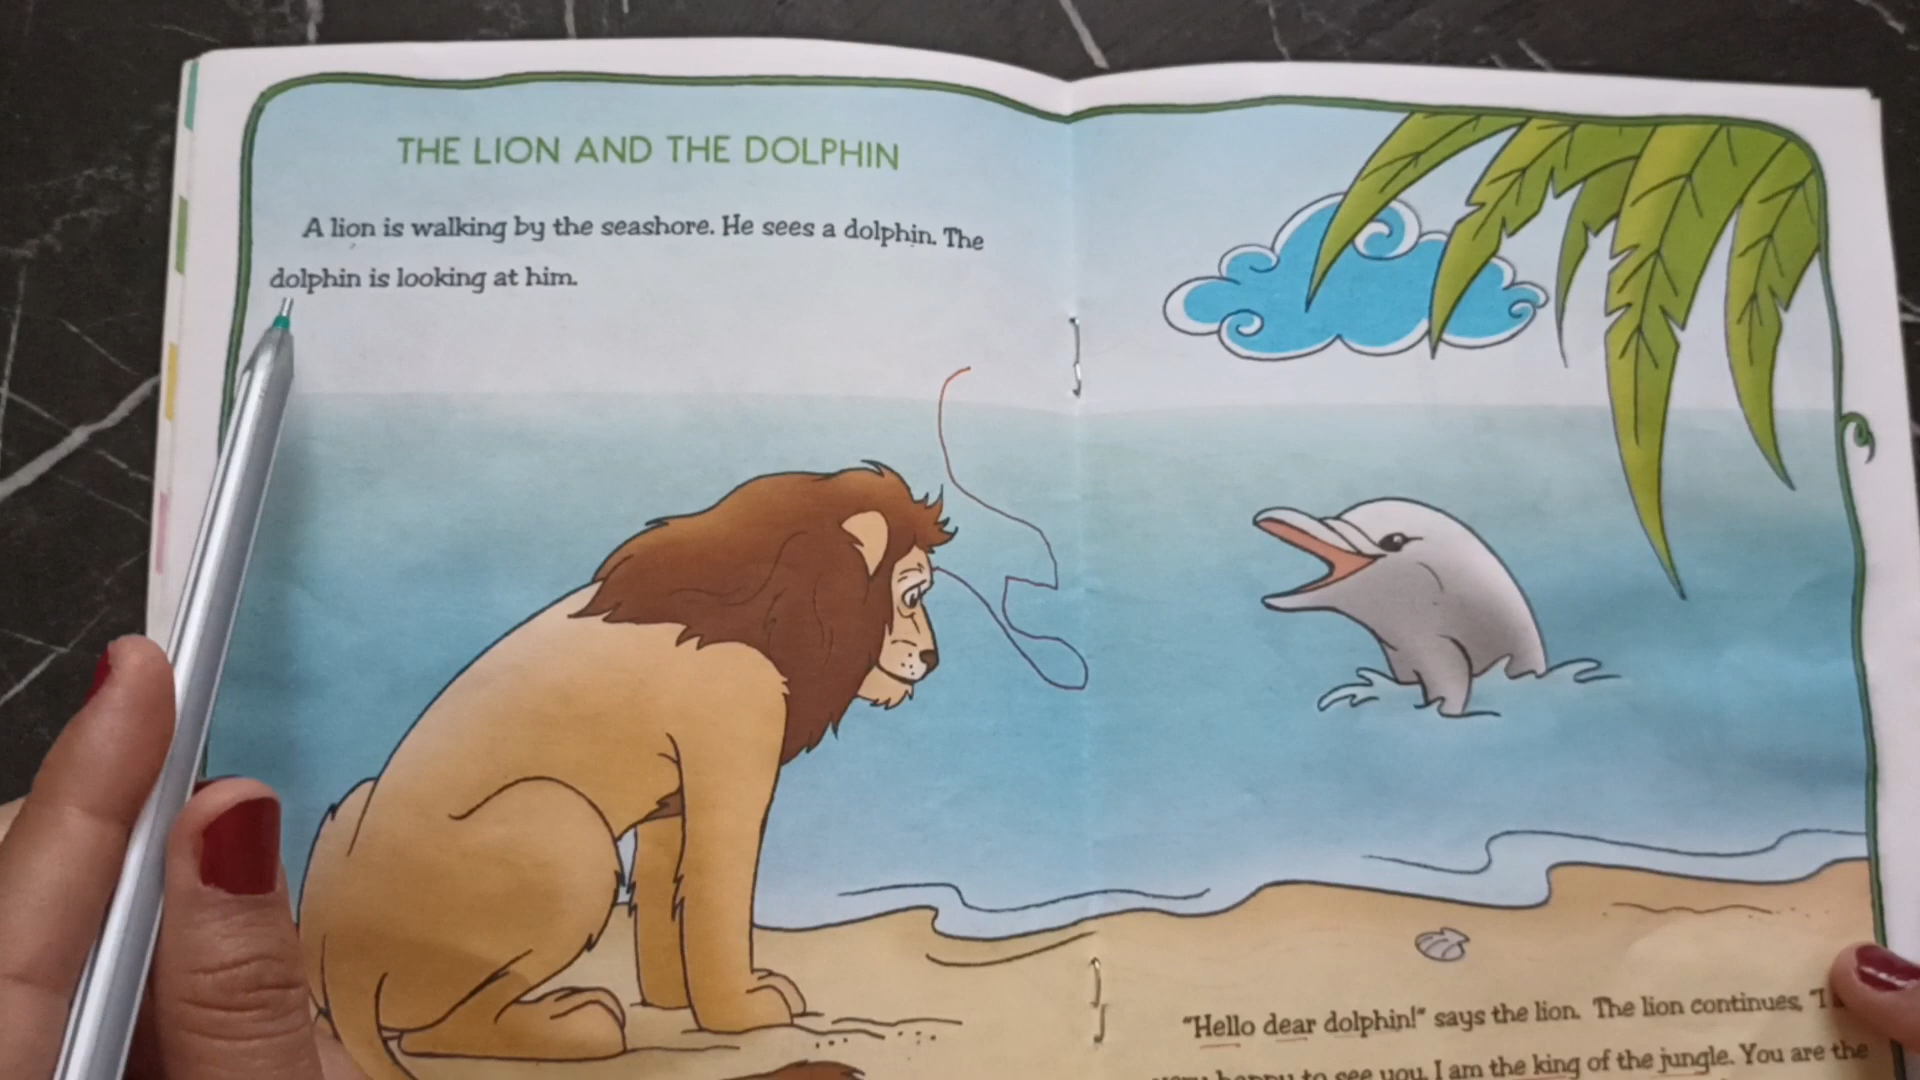 THE LION AND THE DOLPHIN
A lion is walking by the seashore. He sees a dolphin. The
dolphin is looking at him.
"Hello dear dolphin!" says the lion. The lion continues,
happy to see you. I am the king of the jungle. You are the